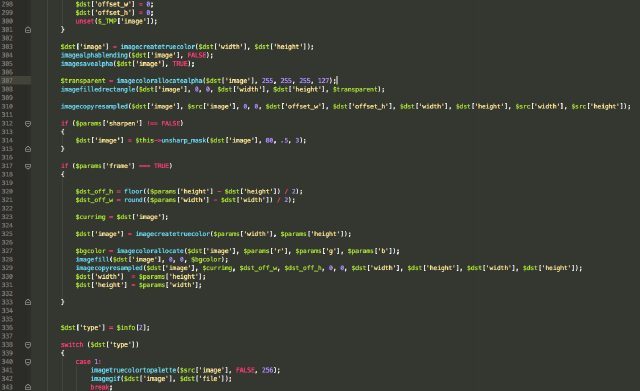 298 $dst['offset_w'] = 0;
299 $dst['offset_h'] = 0;
300 unset($_TMP['image']);
301 }
302
303 $dst['image'] = imagecreatetruecolor($dst['width'], $dst['height']);
304 imagealphablending($dst['image'], FALSE);
305 imagesavealpha($dst['image'], TRUE);
306
307 $transparent = imagecolorallocatealpha($dst['image'], 255, 255, 255, 127);
308 imagefilledrectangle($dst['image'], 0, 0, $dst['width'], $dst['height'], $transparent);
309
310 imagecopyresampled($dst['image'], $src['image'], 0, 0, $dst['offset_w'], $dst['offset_h'], $dst['width'], $dst['height'], $src['width'], $src['height']);
311
312 if ($params['sharpen'] !== FALSE)
313 {
314 $dst['image'] = $this->unsharp_mask($dst['image'], 80, .5, 3);
315 }
316
317 if ($params['frame'] === TRUE)
318 {
319
320 $dst_off_h = floor(($params['height'] - $dst['height']) / 2);
321 $dst_off_w = round(($params['width'] - $dst['width']) / 2);
322
323 $currimg = $dst['image'];
324
325 $dst['image'] = imagecreatetruecolor($params['width'], $params['height']);
326
327 $bgcolor = imagecolorallocate($dst['image'], $params['r'], $params['g'], $params['b']);
328 imagefill($dst['image'], 0, 0, $bgcolor);
329 imagecopyresampled($dst['image'], $currimg, $dst_off_w, $dst_off_h, 0, 0, $dst['width'], $dst['height'], $dst['width'], $dst['height']);
330 $dst['width'] = $params['height'];
331 $dst['height'] = $params['width'];
332
333 }
334
335
336 $dst['type'] = $info[2];
337
338 switch ($dst['type'])
339 {
340 case 1:
341 imagetruecolortopalette($src['image'], FALSE, 256);
342 imagegif($dst['image'], $dst['file']);
343 break;